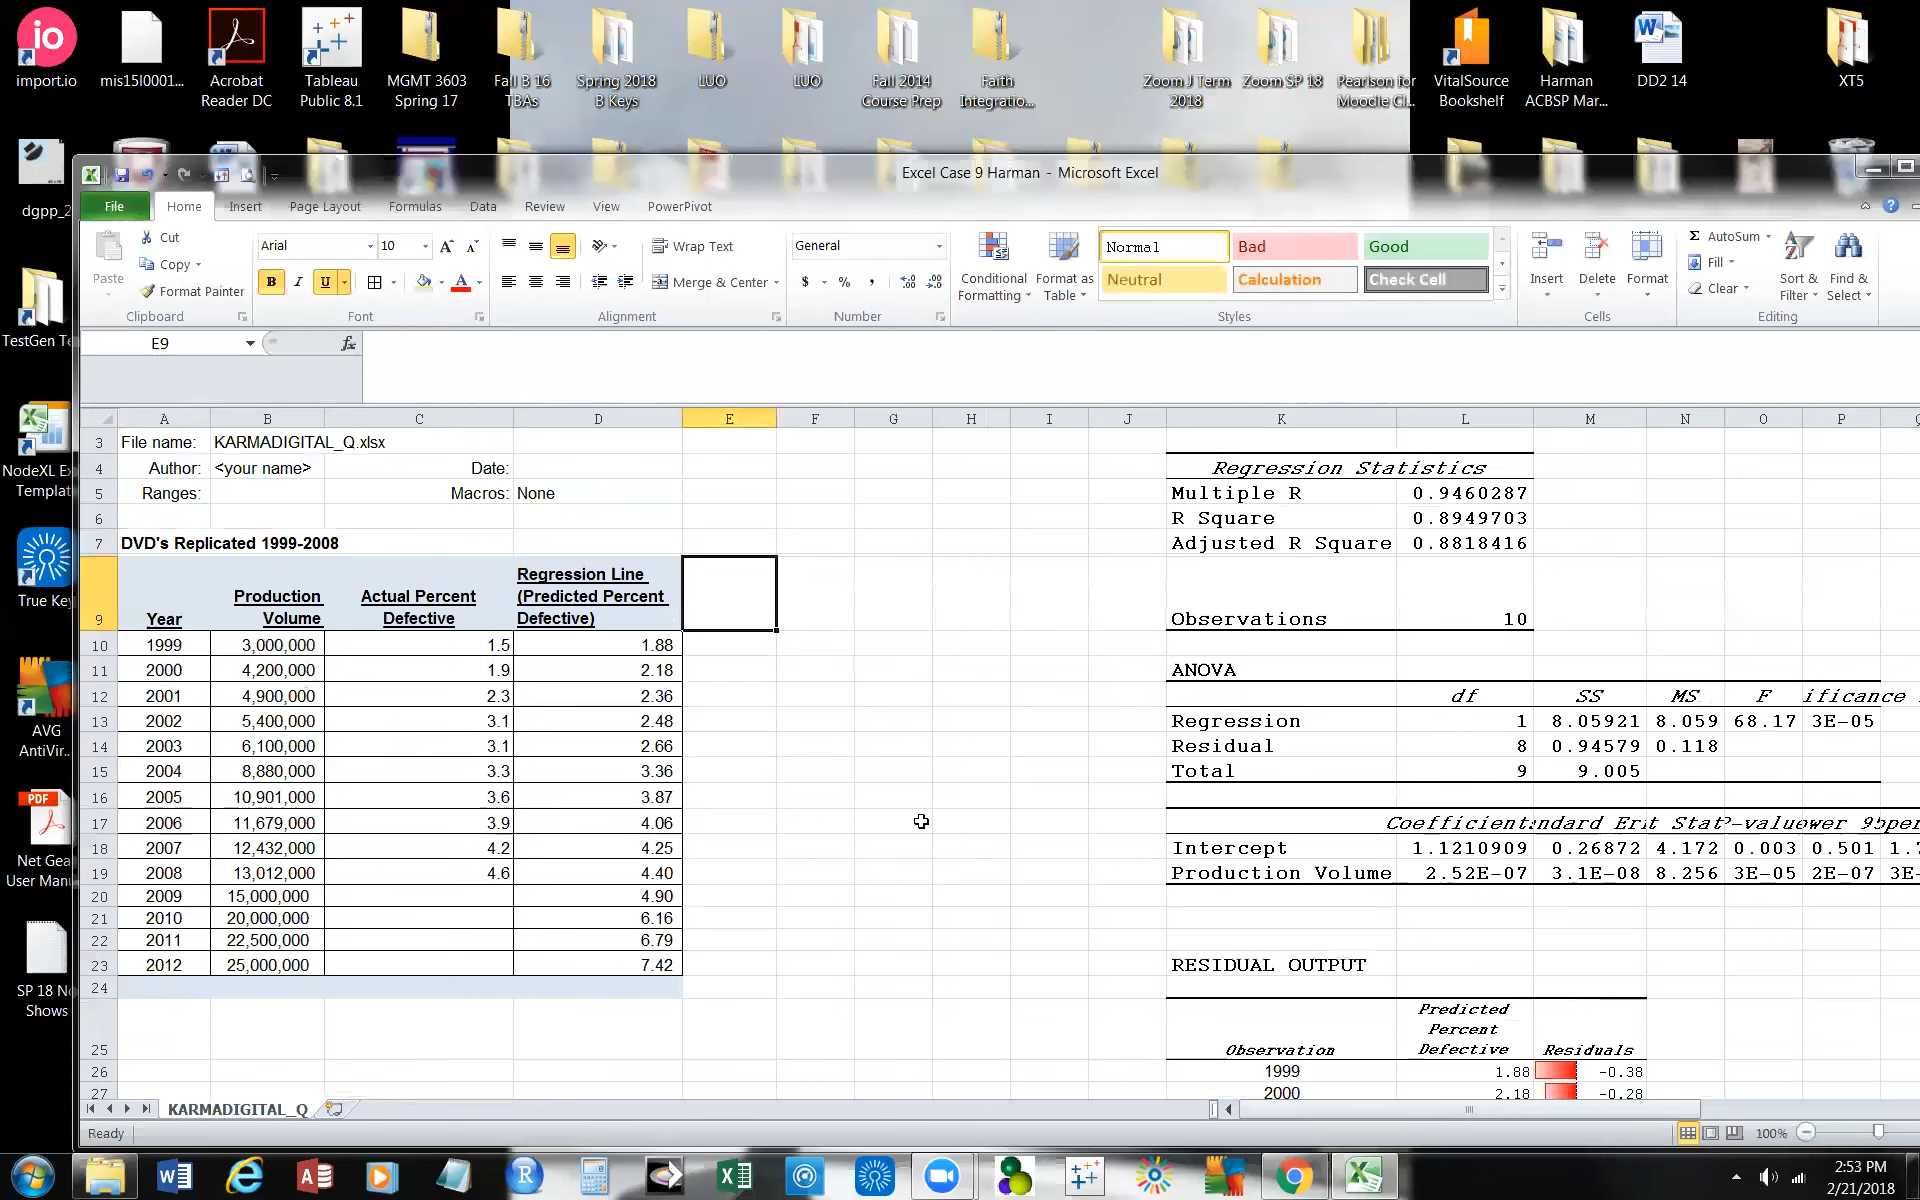 import.io
mis15l0001...
Acrobat Reader DC
Tableau Public 8.1
MGMT 3603 Spring 17
Fall B 16 TBAs
Spring 2018 B Keys
LUO
LUO
Fall 2014 Course Prep
Faith Integratio...
Zoom J Term 2018
Zoom SP 18
Pearlson for Moodle Cl...
VitalSource Bookshelf
Harman ACBSP Mar...
DD2 14
XT5
dgpp_2
TestGen Te
NodeXL Ex Template
True Key
AVG AntiVir...
PDF
Net Gear User Manu
SP 18 No Shows
Excel Case 9 Harman - Microsoft Excel
File Home Insert Page Layout Formulas Data Review View PowerPivot
Paste
Cut
Copy
Format Painter
Clipboard
Arial 10
B I U
Font
Wrap Text
Merge & Center
Alignment
General
$ % ,
Number
Conditional Formatting
Format as Table
Normal Bad Good
Neutral Calculation Check Cell
Styles
Insert Delete Format
Cells
Σ AutoSum
Fill
Clear
Sort & Filter
Find & Select
Editing
E9 fx
A B C D E F G H I J K L M N O P
3 File name: KARMADIGITAL_Q.xlsx
4 Author: <your name> Date: Regression Statistics
5 Ranges: Macros: None Multiple R 0.9460287
6 R Square 0.8949703
7 DVD's Replicated 1999-2008 Adjusted R Square 0.8818416
9 Year Production Volume Actual Percent Defective Regression Line (Predicted Percent Defective) Observations 10
10 1999 3,000,000 1.5 1.88
11 2000 4,200,000 1.9 2.18 ANOVA
12 2001 4,900,000 2.3 2.36 df SS MS F ificance
13 2002 5,400,000 3.1 2.48 Regression 1 8.05921 8.059 68.17 3E-05
14 2003 6,100,000 3.1 2.66 Residual 8 0.94579 0.118
15 2004 8,880,000 3.3 3.36 Total 9 9.005
16 2005 10,901,000 3.6 3.87
17 2006 11,679,000 3.9 4.06 Coefficient ndard Er t Stat -value wer 95 per
18 2007 12,432,000 4.2 4.25 Intercept 1.1210909 0.26872 4.172 0.003 0.501 1.7
19 2008 13,012,000 4.6 4.40 Production Volume 2.52E-07 3.1E-08 8.256 3E-05 2E-07 3E-
20 2009 15,000,000 4.90
21 2010 20,000,000 6.16
22 2011 22,500,000 6.79
23 2012 25,000,000 7.42 RESIDUAL OUTPUT
24
25 Observation Predicted Percent Defective Residuals
26 1999 1.88 -0.38
27 2000 2.18 -0.28
KARMADIGITAL_Q
Ready 100%
2:53 PM
2/21/2018